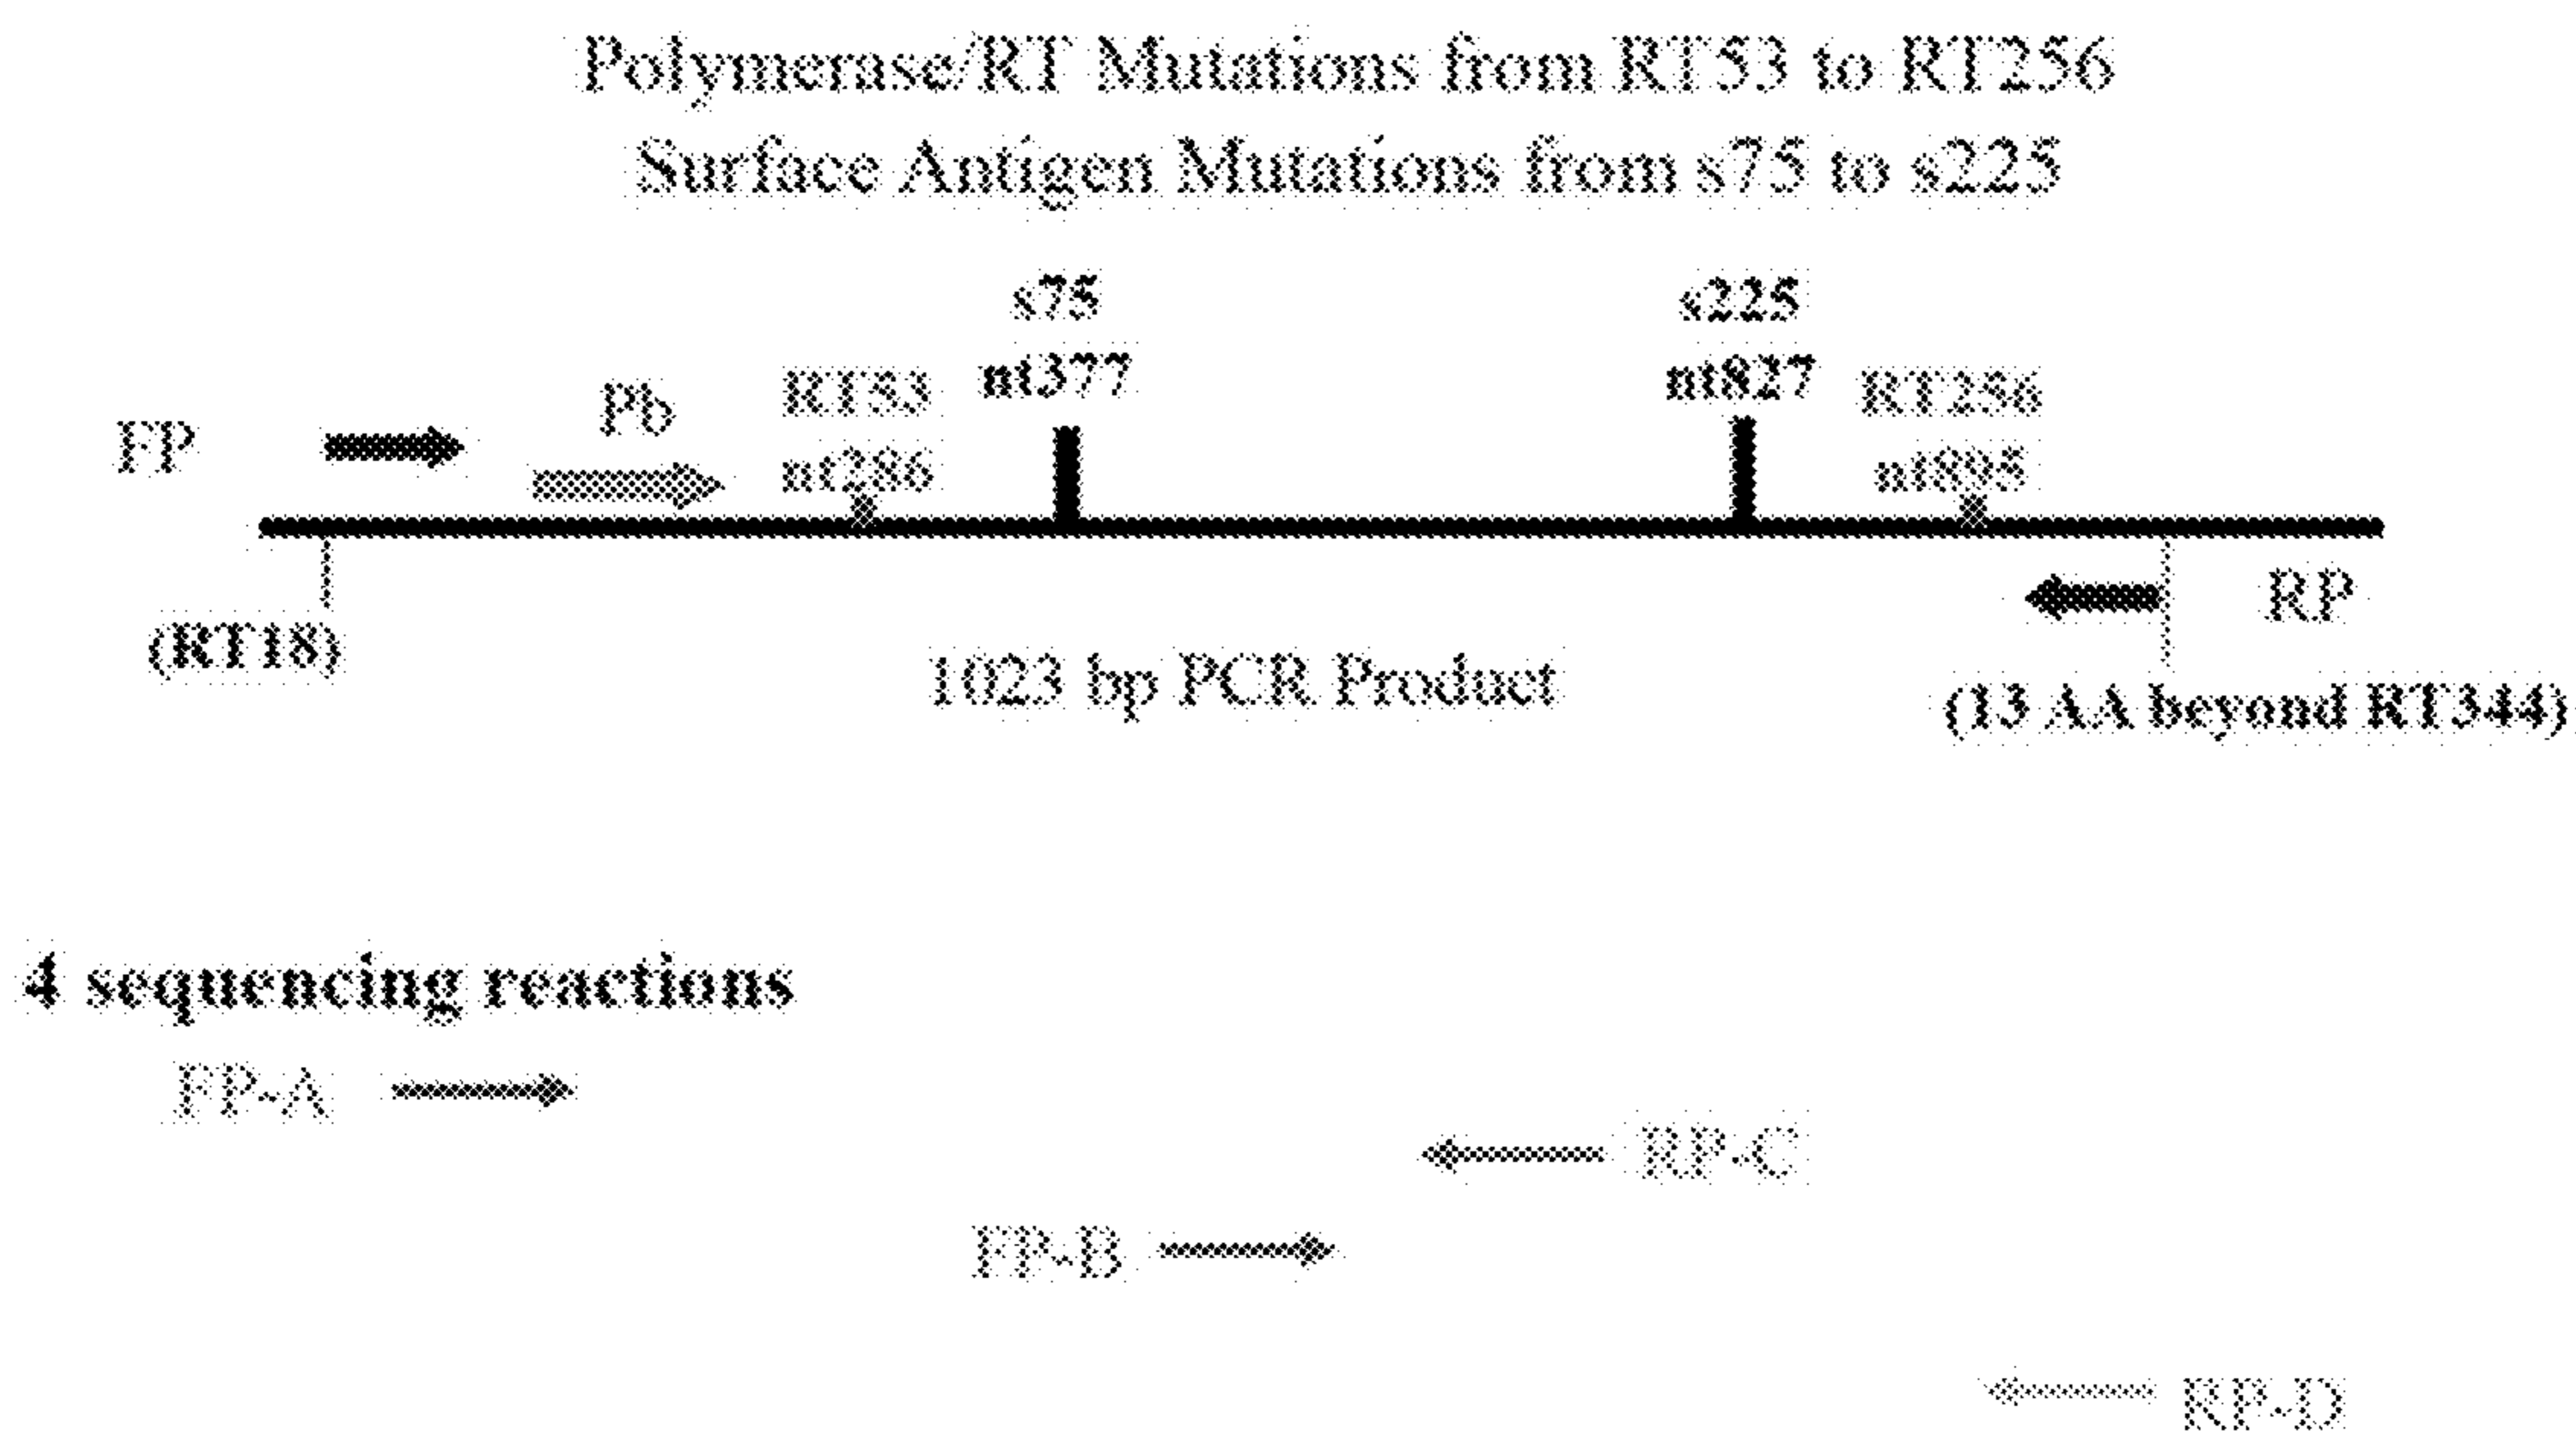 Polymerase/RT Mutations from RT53 to RT256
Surface Antigen Mutations from s75 to s225
s75
nt377
s225
nt827
FP
Pb
RT53
nt286
RT256
nt895
(RT18)
RP
1023 bp PCR Product
(13 AA beyond RT344)
4 sequencing reactions
FP-A
RP-C
FP-B
RP-D